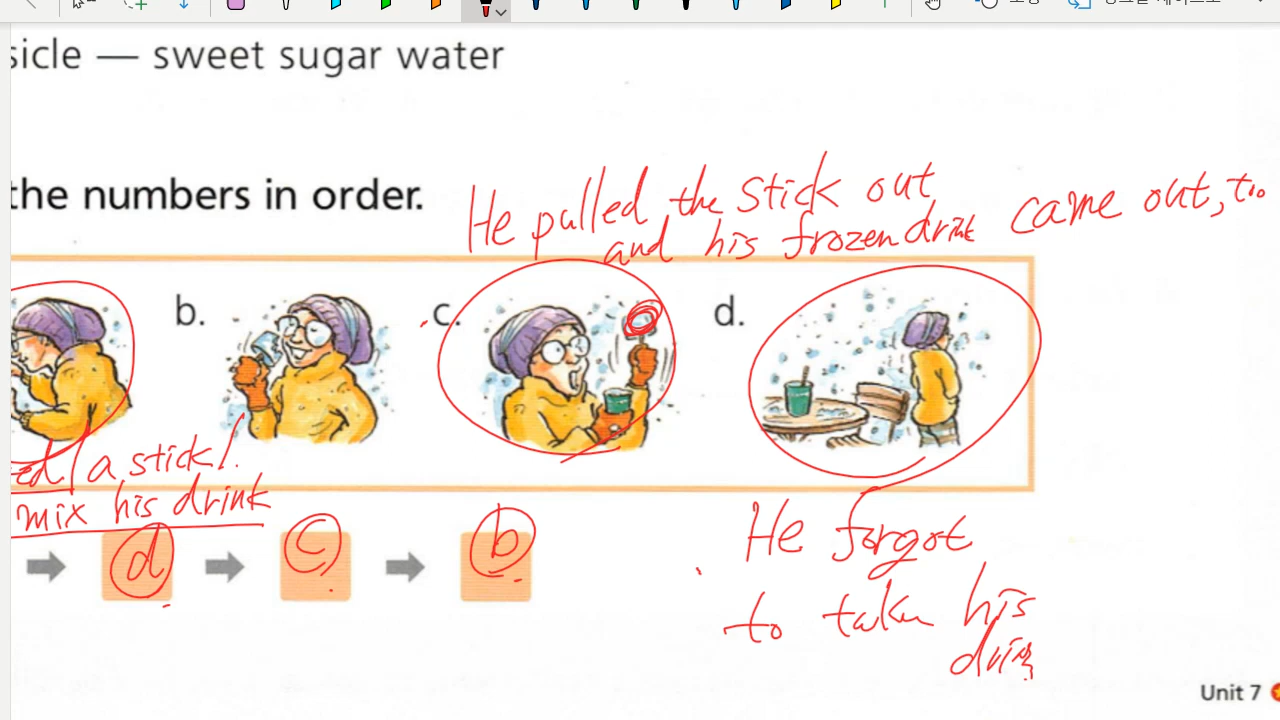 sicle — sweet sugar water
the numbers in order.
He pulled the stick out
and his frozen drink came out, too
b.
c.
d.
ed a stick
mix his drink
d
c
b
He forgot
to take his
Unit 7